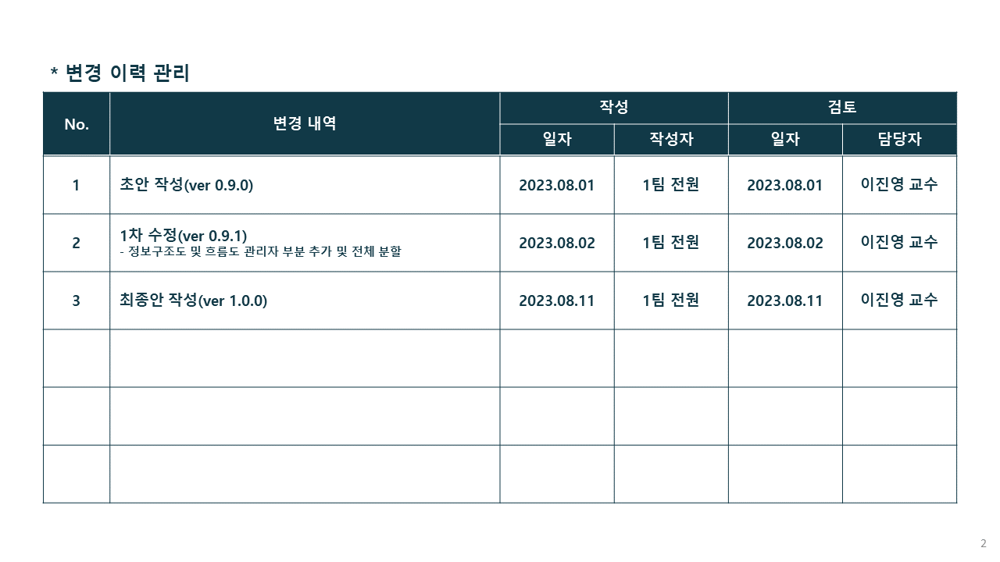 * 변경 이력 관리
No. 변경 내역 작성 검토
일자 작성자 일자 담당자
1 초안 작성(ver 0.9.0) 2023.08.01 1팀 전원 2023.08.01 이진영 교수
2 1차 수정(ver 0.9.1) 2023.08.02 1팀 전원 2023.08.02 이진영 교수
- 정보구조도 및 흐름도 관리자 부분 추가 및 전체 분할
3 최종안 작성(ver 1.0.0) 2023.08.11 1팀 전원 2023.08.11 이진영 교수
2